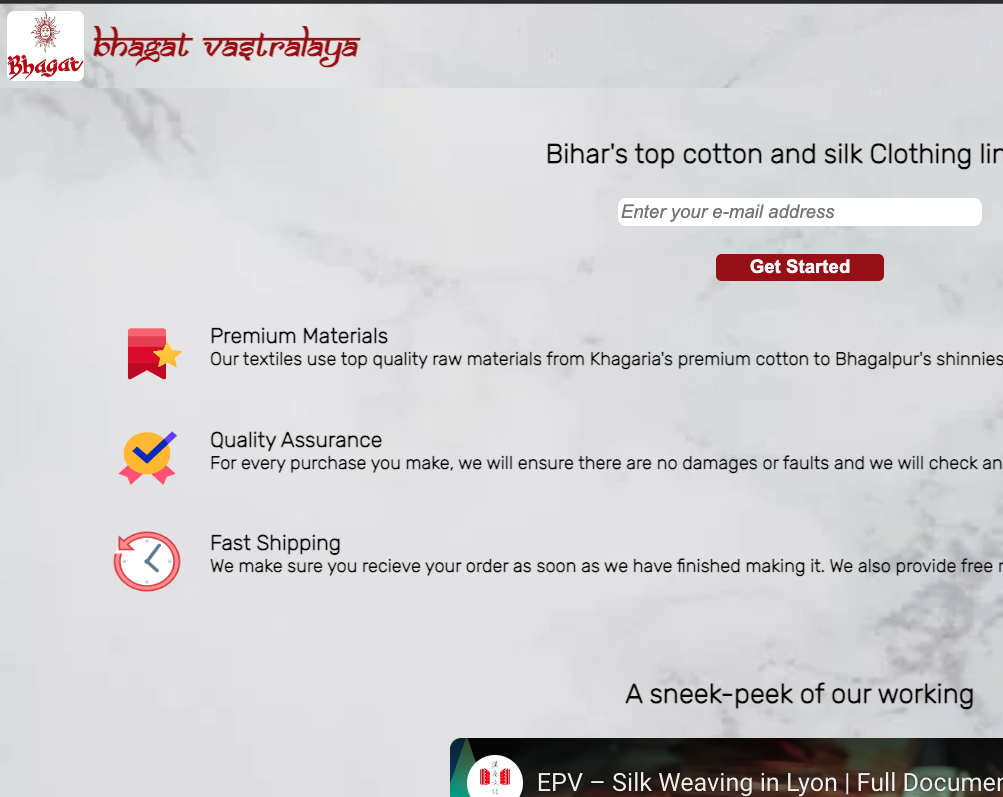 Bhagat
bhagat vastralaya
Bihar's top cotton and silk Clothing
Enter your e-mail address
Get Started
Premium Materials
Our textiles use top quality raw materials from Khagaria's premium cotton to Bhagalpur's
Quality Assurance
For every purchase you make, we will ensure there are no damages or faults and we will check
Fast Shipping
We make sure you recieve your order as soon as we have finished making it. We also provide free
A sneek-peek of our working
EPV – Silk Weaving in Lyon | Full